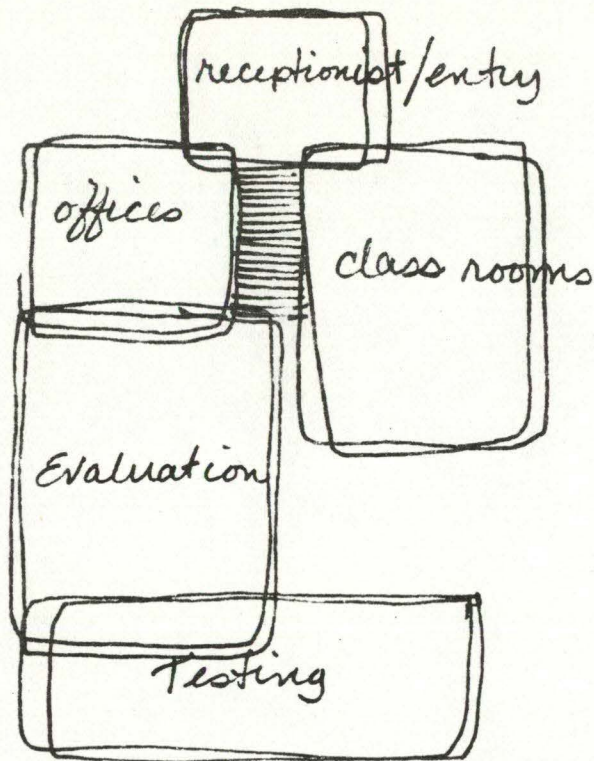 receptionist/entry
offices
class rooms
Evaluation
Testing